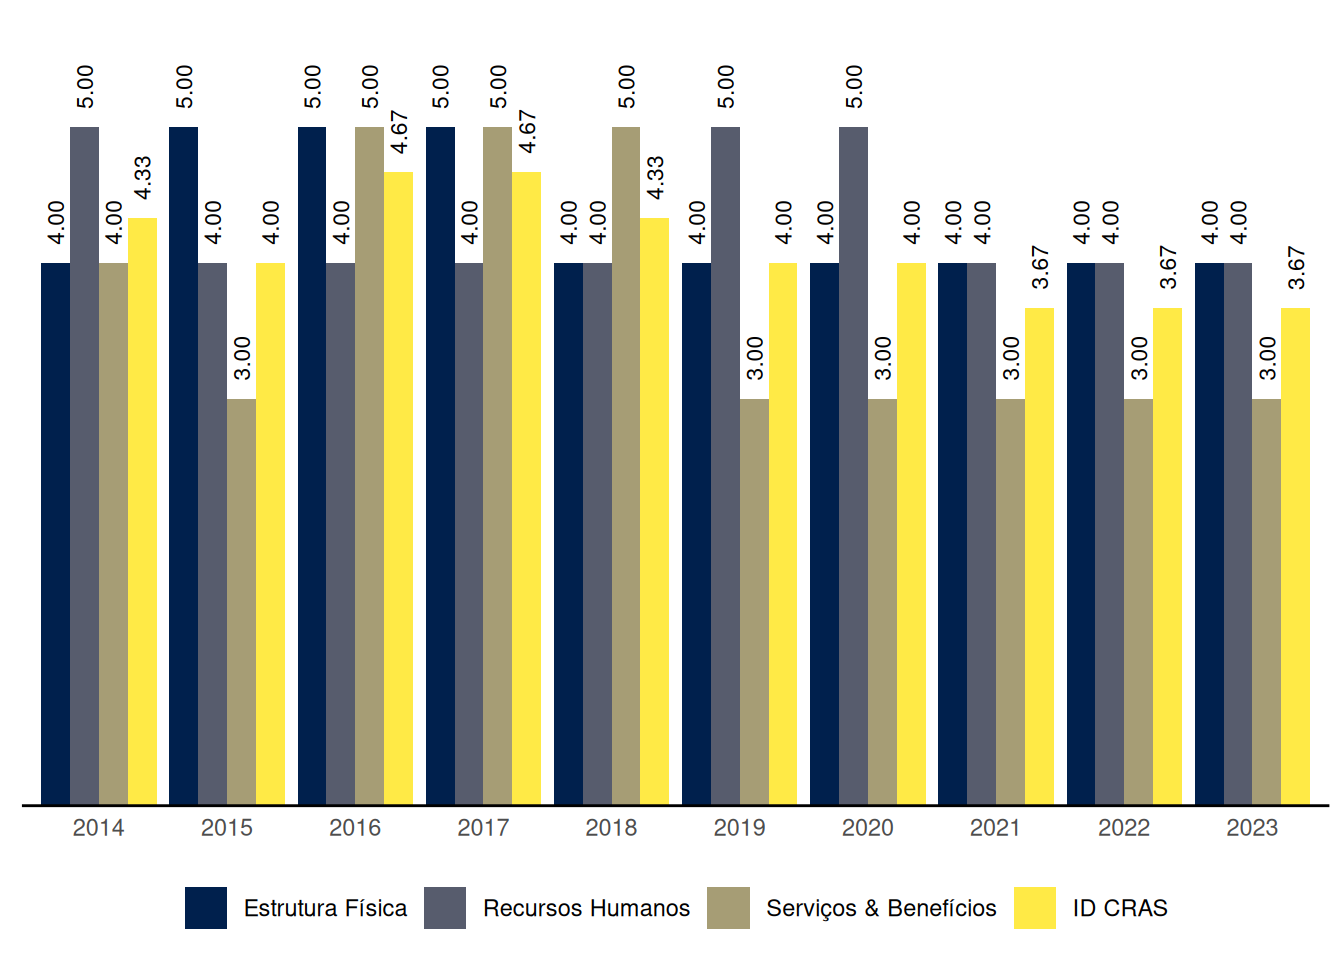 4.00 5.00 4.00 4.33 5.00 4.00 3.00 4.00 5.00 4.00 5.00 4.67 5.00 4.00 5.00 4.67 4.00 4.00 5.00 4.33 4.00 5.00 3.00 4.00 4.00 5.00 3.00 4.00 4.00 4.00 3.00 3.67 4.00 4.00 3.00 3.67 4.00 4.00 3.00 3.67
2014 2015 2016 2017 2018 2019 2020 2021 2022 2023
Estrutura Física Recursos Humanos Serviços & Benefícios ID CRAS